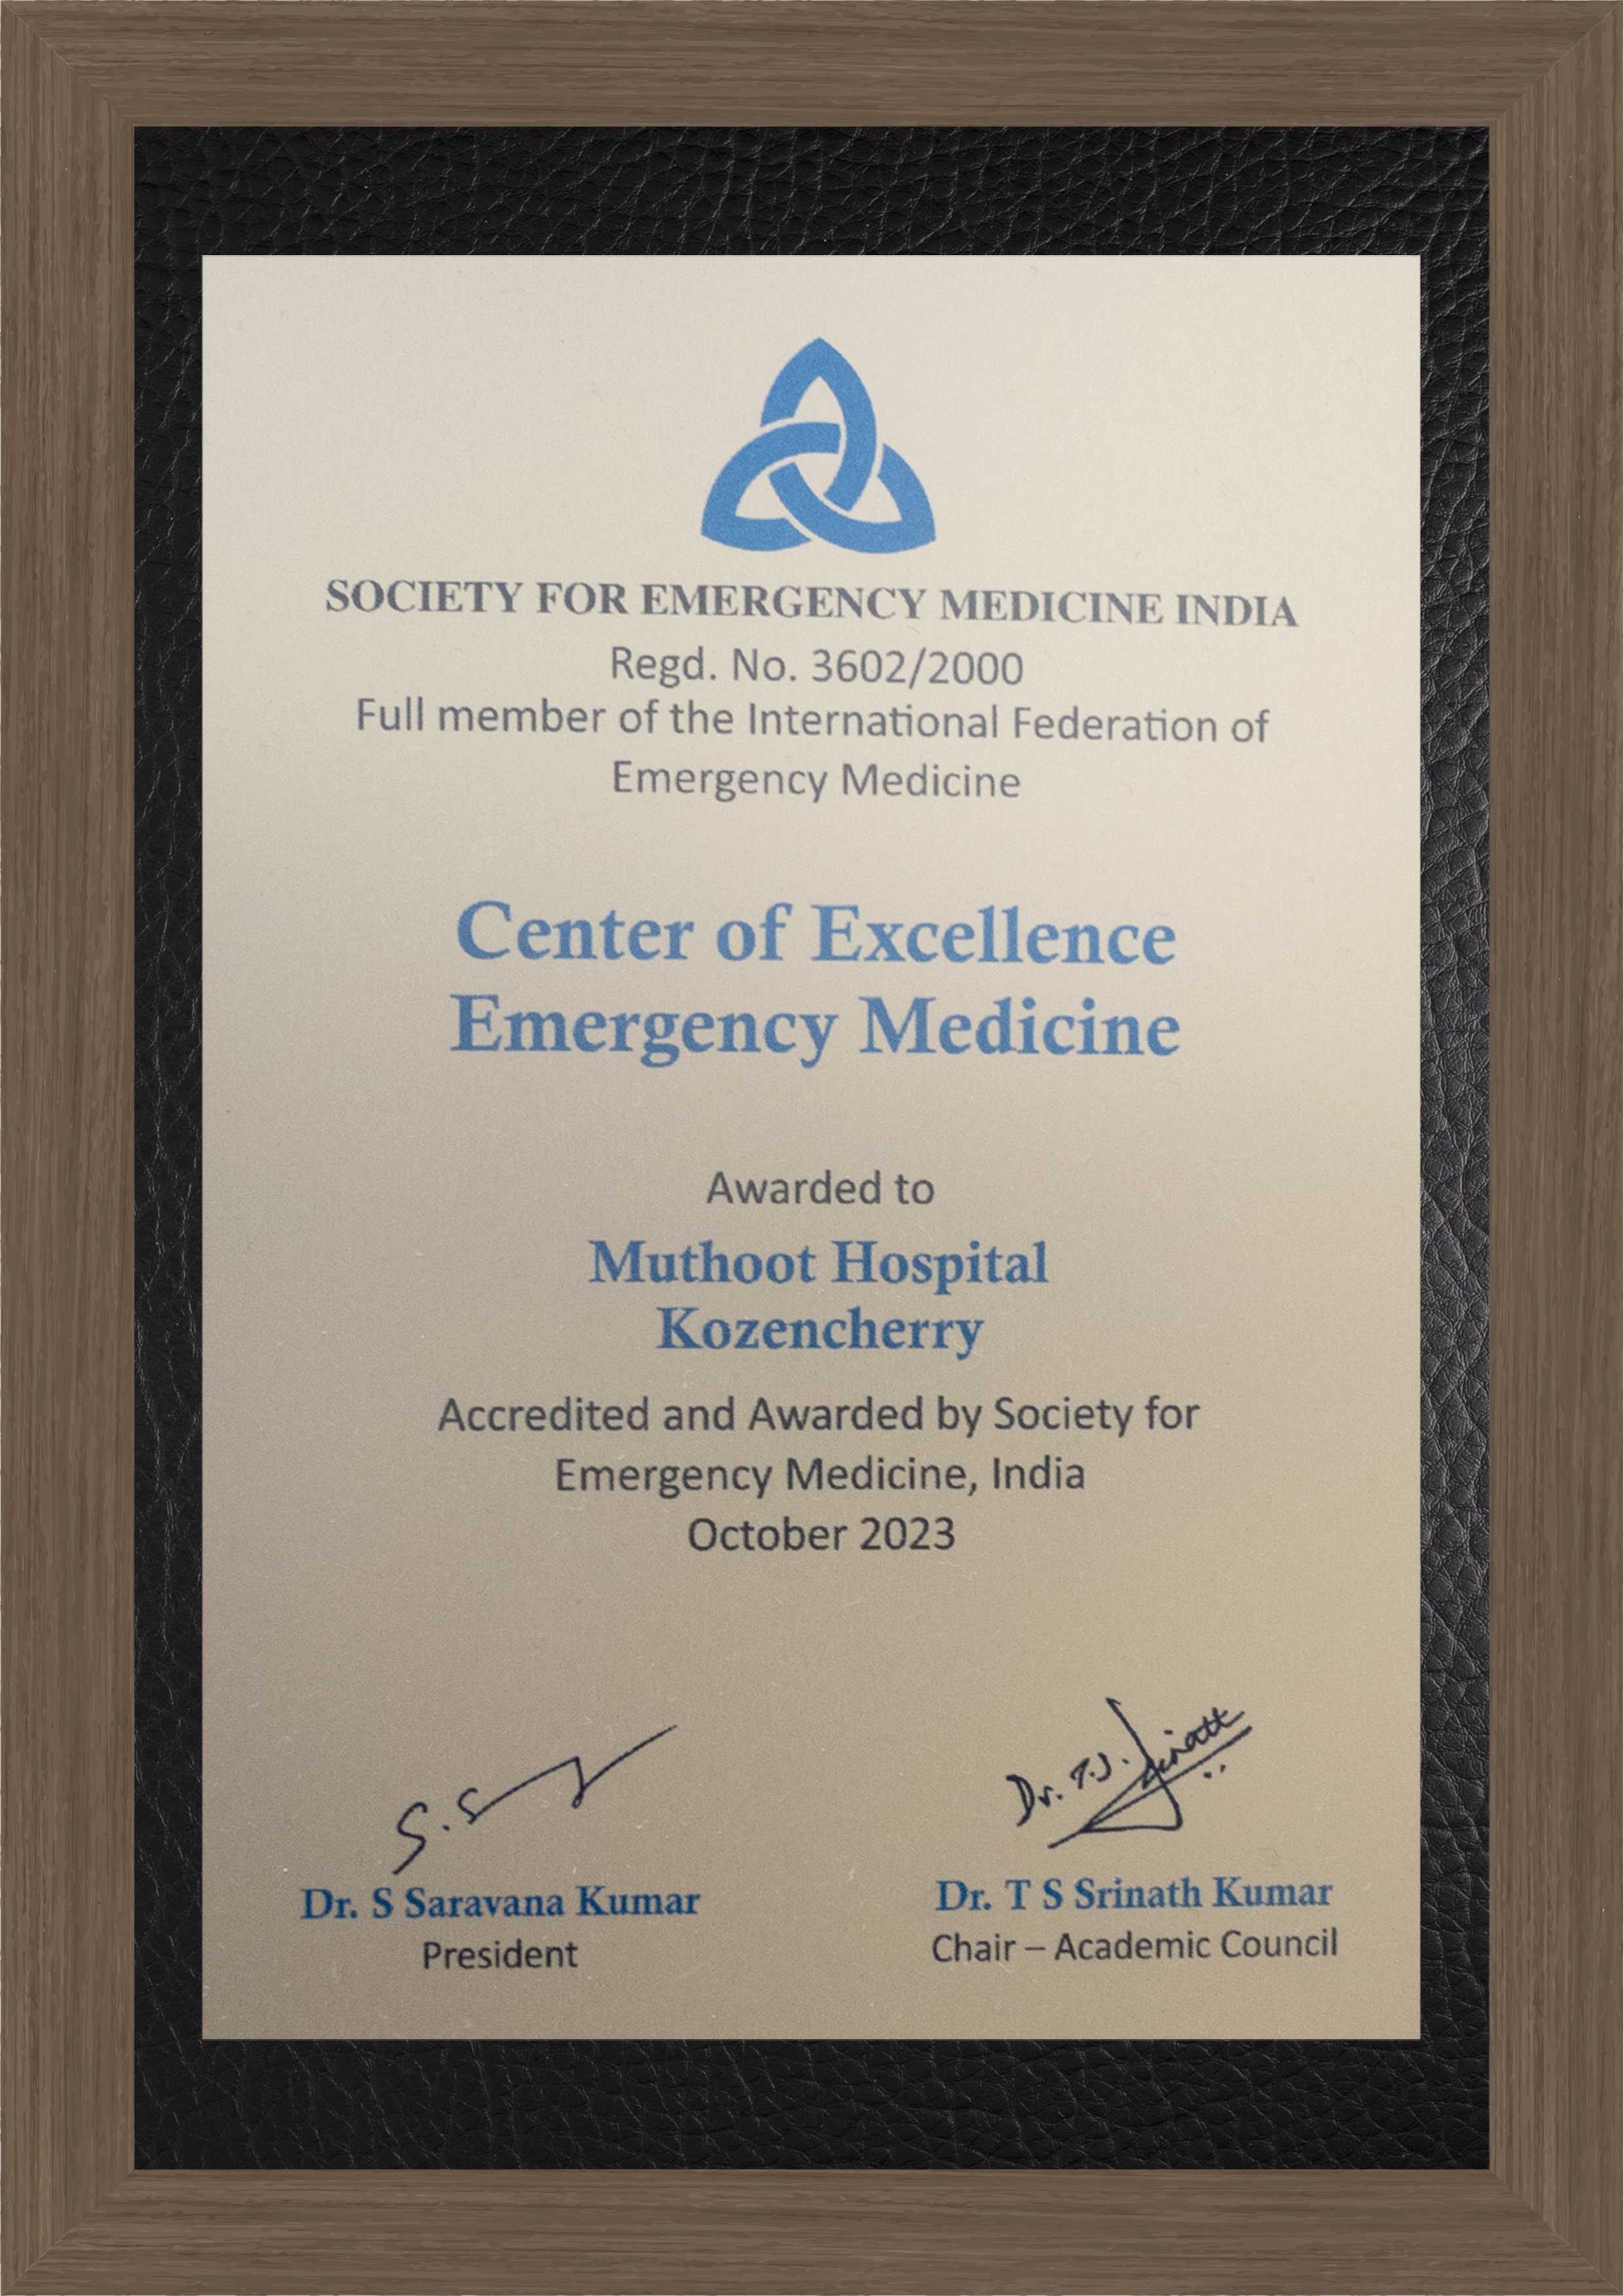 SOCIETY FOR EMERGENCY MEDICINE INDIA
Regd. No. 3602/2000
Full member of the International Federation of
Emergency Medicine
Center of Excellence
Emergency Medicine
Awarded to
Muthoot Hospital
Kozencherry
Accredited and Awarded by Society for
Emergency Medicine, India
October 2023
Dr. S Saravana Kumar
President
Dr. T S Srinath Kumar
Chair – Academic Council